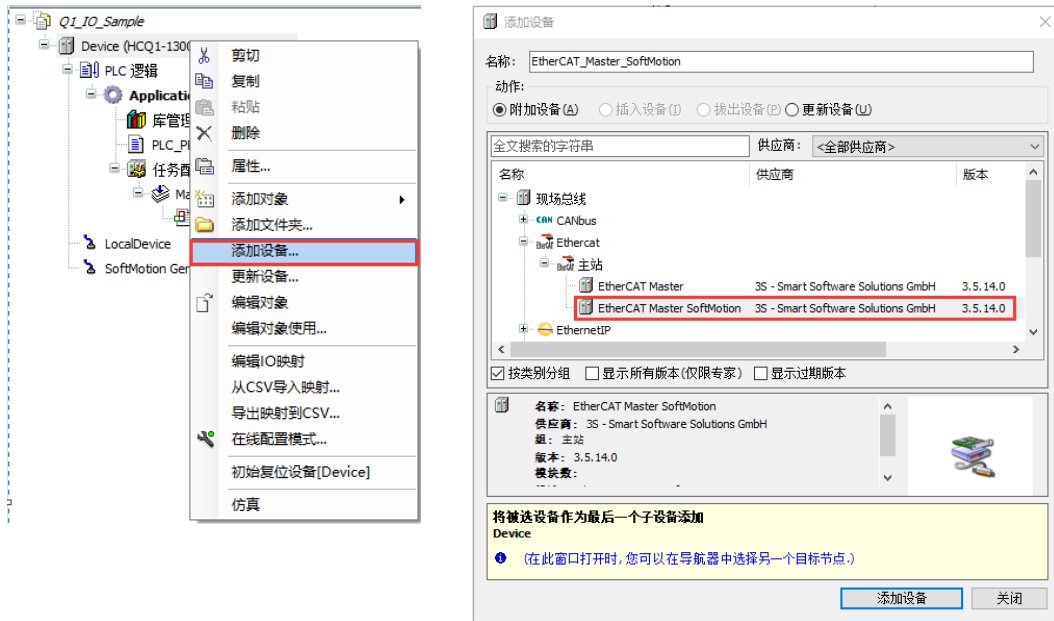 Q1_IO_Sample
Device (HCQ1-1300
PLC 逻辑
Applicati
库管理
PLC_P
任务配
Ma
LocalDevice
SoftMotion Ger
剪切
复制
粘贴
删除
属性...
添加对象
添加文件夹...
添加设备...
更新设备...
编辑对象
编辑对象使用...
编辑IO映射
从CSV导入映射...
导出映射到CSV...
在线配置模式...
初始复位设备[Device]
仿真
添加设备
名称: EtherCAT_Master_SoftMotion
动作:
附加设备(A) 插入设备(I) 拔出设备(P) 更新设备(U)
全文搜索的字符串 供应商: <全部供应商>
名称 供应商 版本
现场总线
CAN CANbus
Ethercat
主站
EtherCAT Master 3S - Smart Software Solutions GmbH 3.5.14.0
EtherCAT Master SoftMotion 3S - Smart Software Solutions GmbH 3.5.14.0
EthernetIP
按类别分组 显示所有版本(仅限专家) 显示过期版本
名称: EtherCAT Master SoftMotion
供应商: 3S - Smart Software Solutions GmbH
组: 主站
版本: 3.5.14.0
模块数:
将被选设备作为最后一个子设备添加
Device
(在此窗口打开时,您可以在导航器中选择另一个目标节点.)
添加设备 关闭